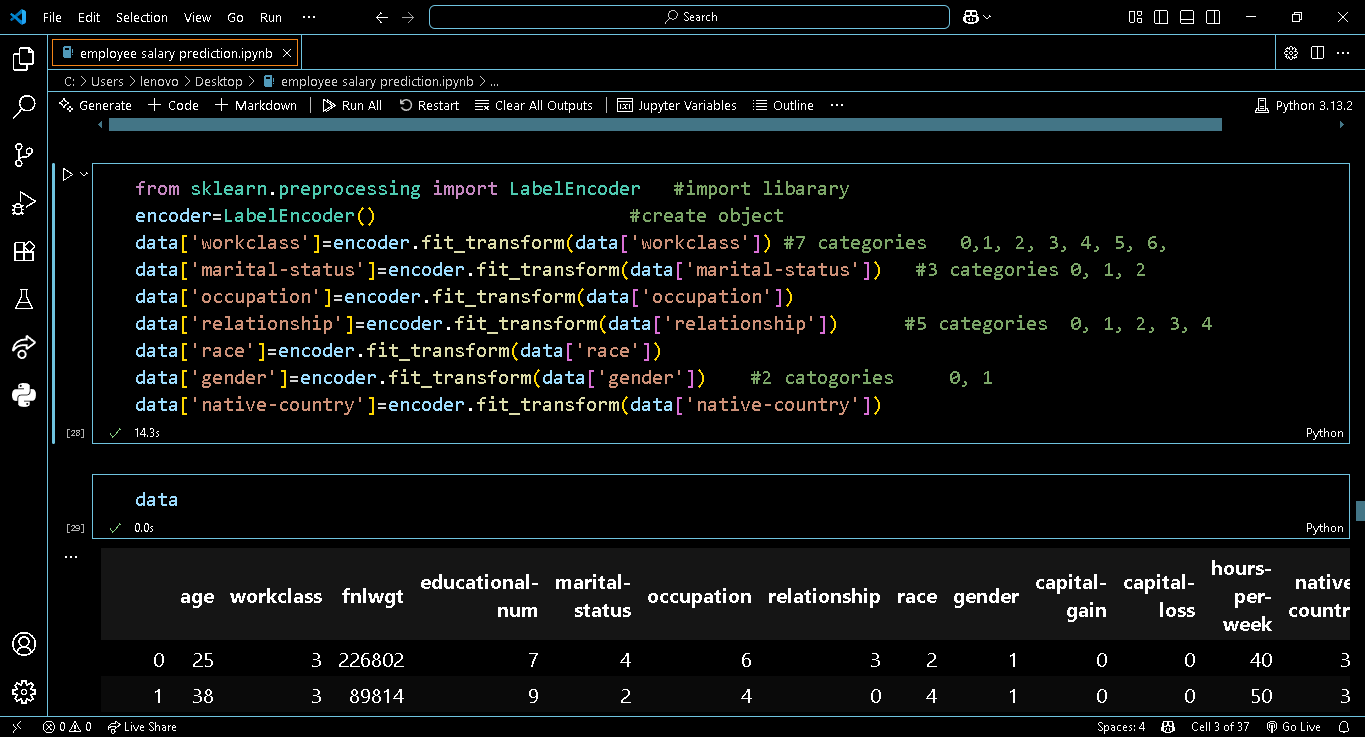 File Edit Selection View Go Run ··· Search
employee salary prediction.ipynb
C: > Users > lenovo > Desktop > employee salary prediction.ipynb > ...
Generate + Code + Markdown Run All Restart Clear All Outputs Jupyter Variables Outline ··· Python 3.13.2
from sklearn.preprocessing import LabelEncoder   #import libarary
encoder=LabelEncoder()                       #create object
data['workclass']=encoder.fit_transform(data['workclass']) #7 categories   0,1, 2, 3, 4, 5, 6,
data['marital-status']=encoder.fit_transform(data['marital-status'])   #3 categories 0, 1, 2
data['occupation']=encoder.fit_transform(data['occupation'])
data['relationship']=encoder.fit_transform(data['relationship'])      #5 categories  0, 1, 2, 3, 4
data['race']=encoder.fit_transform(data['race'])
data['gender']=encoder.fit_transform(data['gender'])    #2 catogories     0, 1
data['native-country']=encoder.fit_transform(data['native-country'])
[28] 14.3s Python
data
[29] 0.0s Python
...
age workclass fnlwgt educational-num marital-status occupation relationship race gender capital-gain capital-loss hours-per-week native countr
0 25 3 226802 7 4 6 3 2 1 0 0 40 3
1 38 3 89814 9 2 4 0 4 1 0 0 50 3
0 0 Live Share Spaces: 4 Cell 3 of 37 Go Live